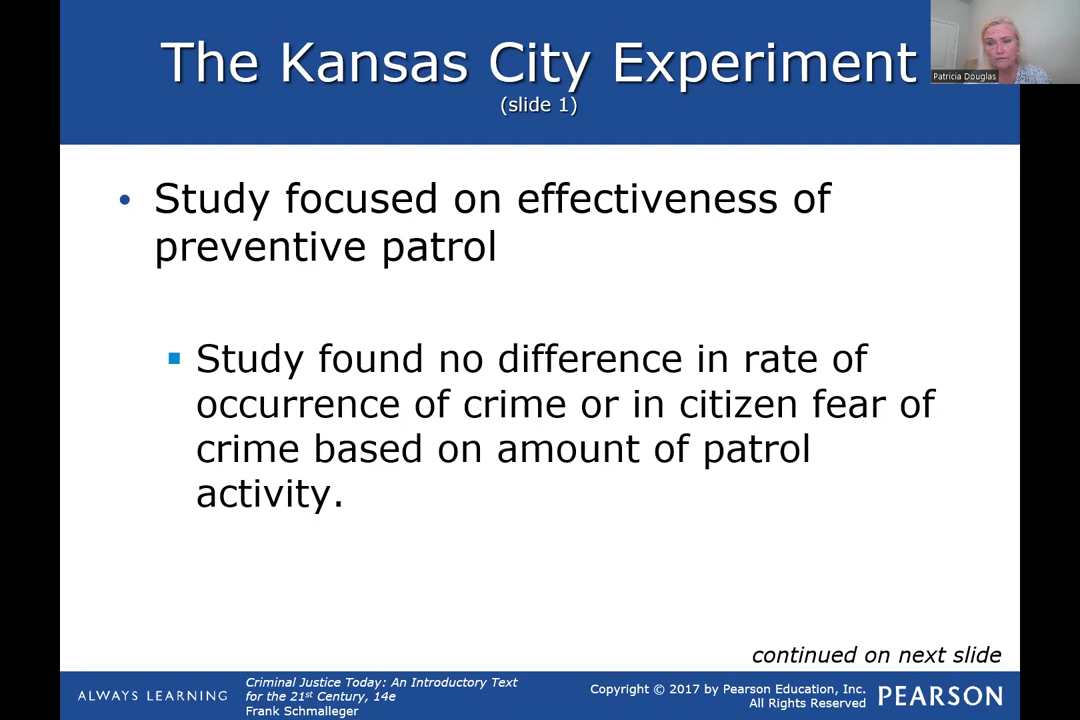 The Kansas City Experiment
(slide 1)
Patricia Douglas
• Study focused on effectiveness of
preventive patrol
▪ Study found no difference in rate of
occurrence of crime or in citizen fear of
crime based on amount of patrol
activity.
continued on next slide
ALWAYS LEARNING
Criminal Justice Today: An Introductory Text
for the 21st Century, 14e
Frank Schmalleger
Copyright © 2017 by Pearson Education, Inc.
All Rights Reserved
PEARSON